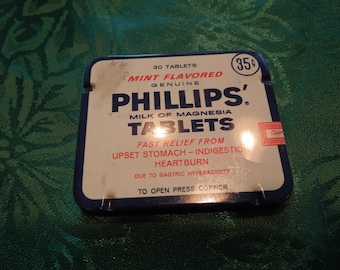 30 TABLETS
MINT FLAVORED
35¢
GENUINE
PHILLIPS'®
MILK OF MAGNESIA
TABLETS
FAST RELIEF FROM
UPSET STOMACH – INDIGESTION
HEARTBURN
DUE TO GASTRIC HYPERACIDITY
TO OPEN PRESS CORNER